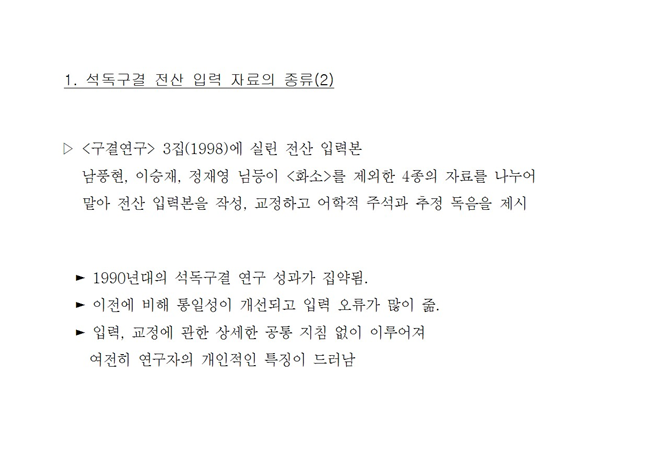 1. 석독구결 전산 입력 자료의 종류(2)
▷ <구결연구> 3집(1998)에 실린 전산 입력본
남풍현, 이승재, 정재영 님등이 <화소>를 제외한 4종의 자료를 나누어
맡아 전산 입력본을 작성, 교정하고 어학적 주석과 추정 독음을 제시
► 1990년대의 석독구결 연구 성과가 집약됨.
► 이전에 비해 통일성이 개선되고 입력 오류가 많이 줆.
► 입력, 교정에 관한 상세한 공통 지침 없이 이루어져
여전히 연구자의 개인적인 특징이 드러남